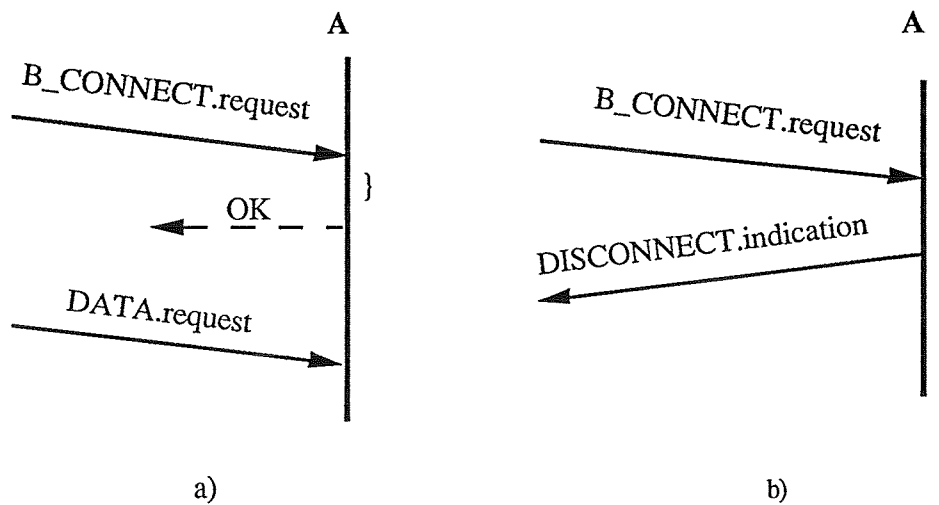 A
B_CONNECT.request
}
OK
DATA.request
a)
A
B_CONNECT.request
DISCONNECT.indication
b)